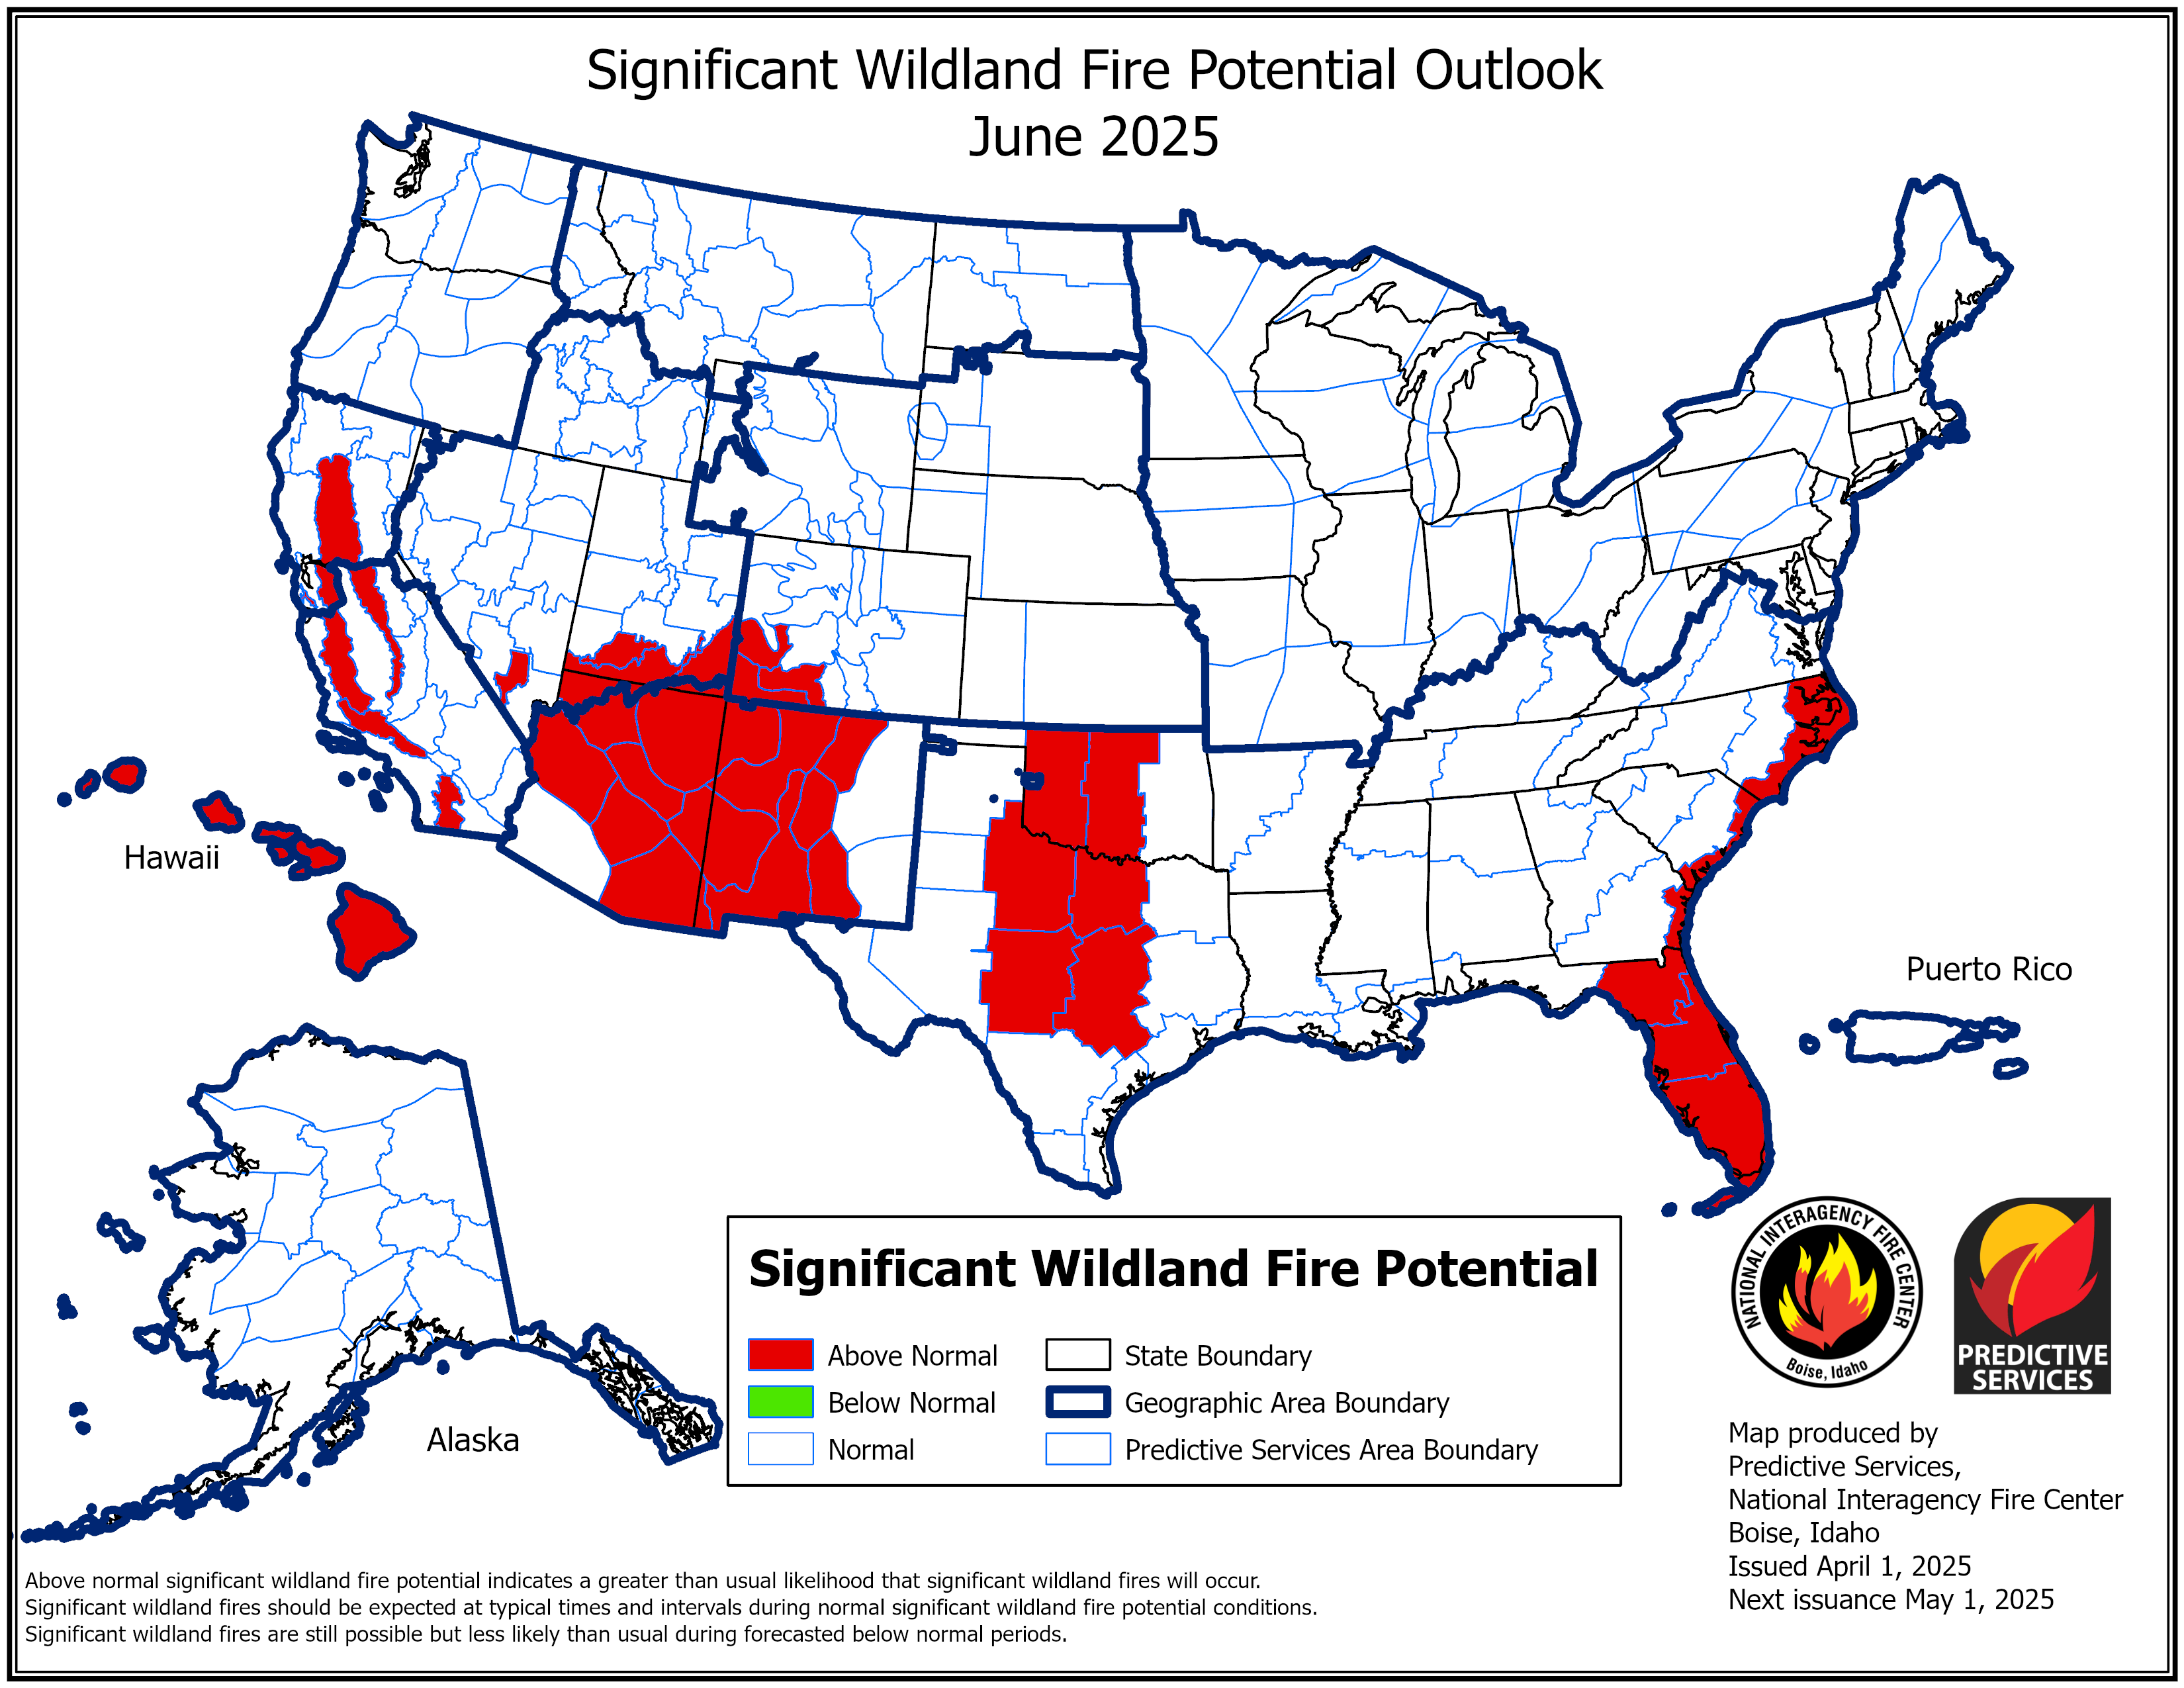 Significant Wildland Fire Potential Outlook
June 2025
Hawaii
Puerto Rico
Alaska
Significant Wildland Fire Potential
Above Normal
Below Normal
Normal
State Boundary
Geographic Area Boundary
Predictive Services Area Boundary
NATIONAL INTERAGENCY FIRE CENTER
Boise, Idaho
PREDICTIVE
SERVICES
Map produced by
Predictive Services,
National Interagency Fire Center
Boise, Idaho
Issued April 1, 2025
Next issuance May 1, 2025
Above normal significant wildland fire potential indicates a greater than usual likelihood that significant wildland fires will occur.
Significant wildland fires should be expected at typical times and intervals during normal significant wildland fire potential conditions.
Significant wildland fires are still possible but less likely than usual during forecasted below normal periods.